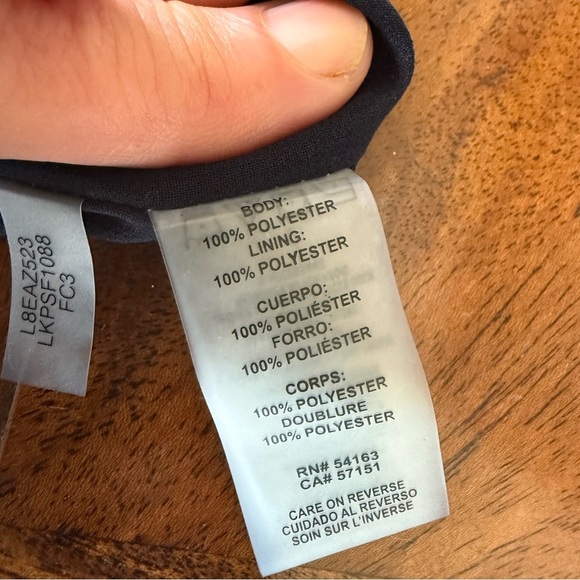 L8EAZ523
LKPSF1088
FC3
BODY:
100% POLYESTER
LINING:
100% POLYESTER
CUERPO:
100% POLIÉSTER
FORRO:
100% POLIÉSTER
CORPS:
100% POLYESTER
DOUBLURE
100% POLYESTER
RN# 54163
CA# 57151
CARE ON REVERSE
CUIDADO AL REVERSO
SOIN SUR L'INVERSE